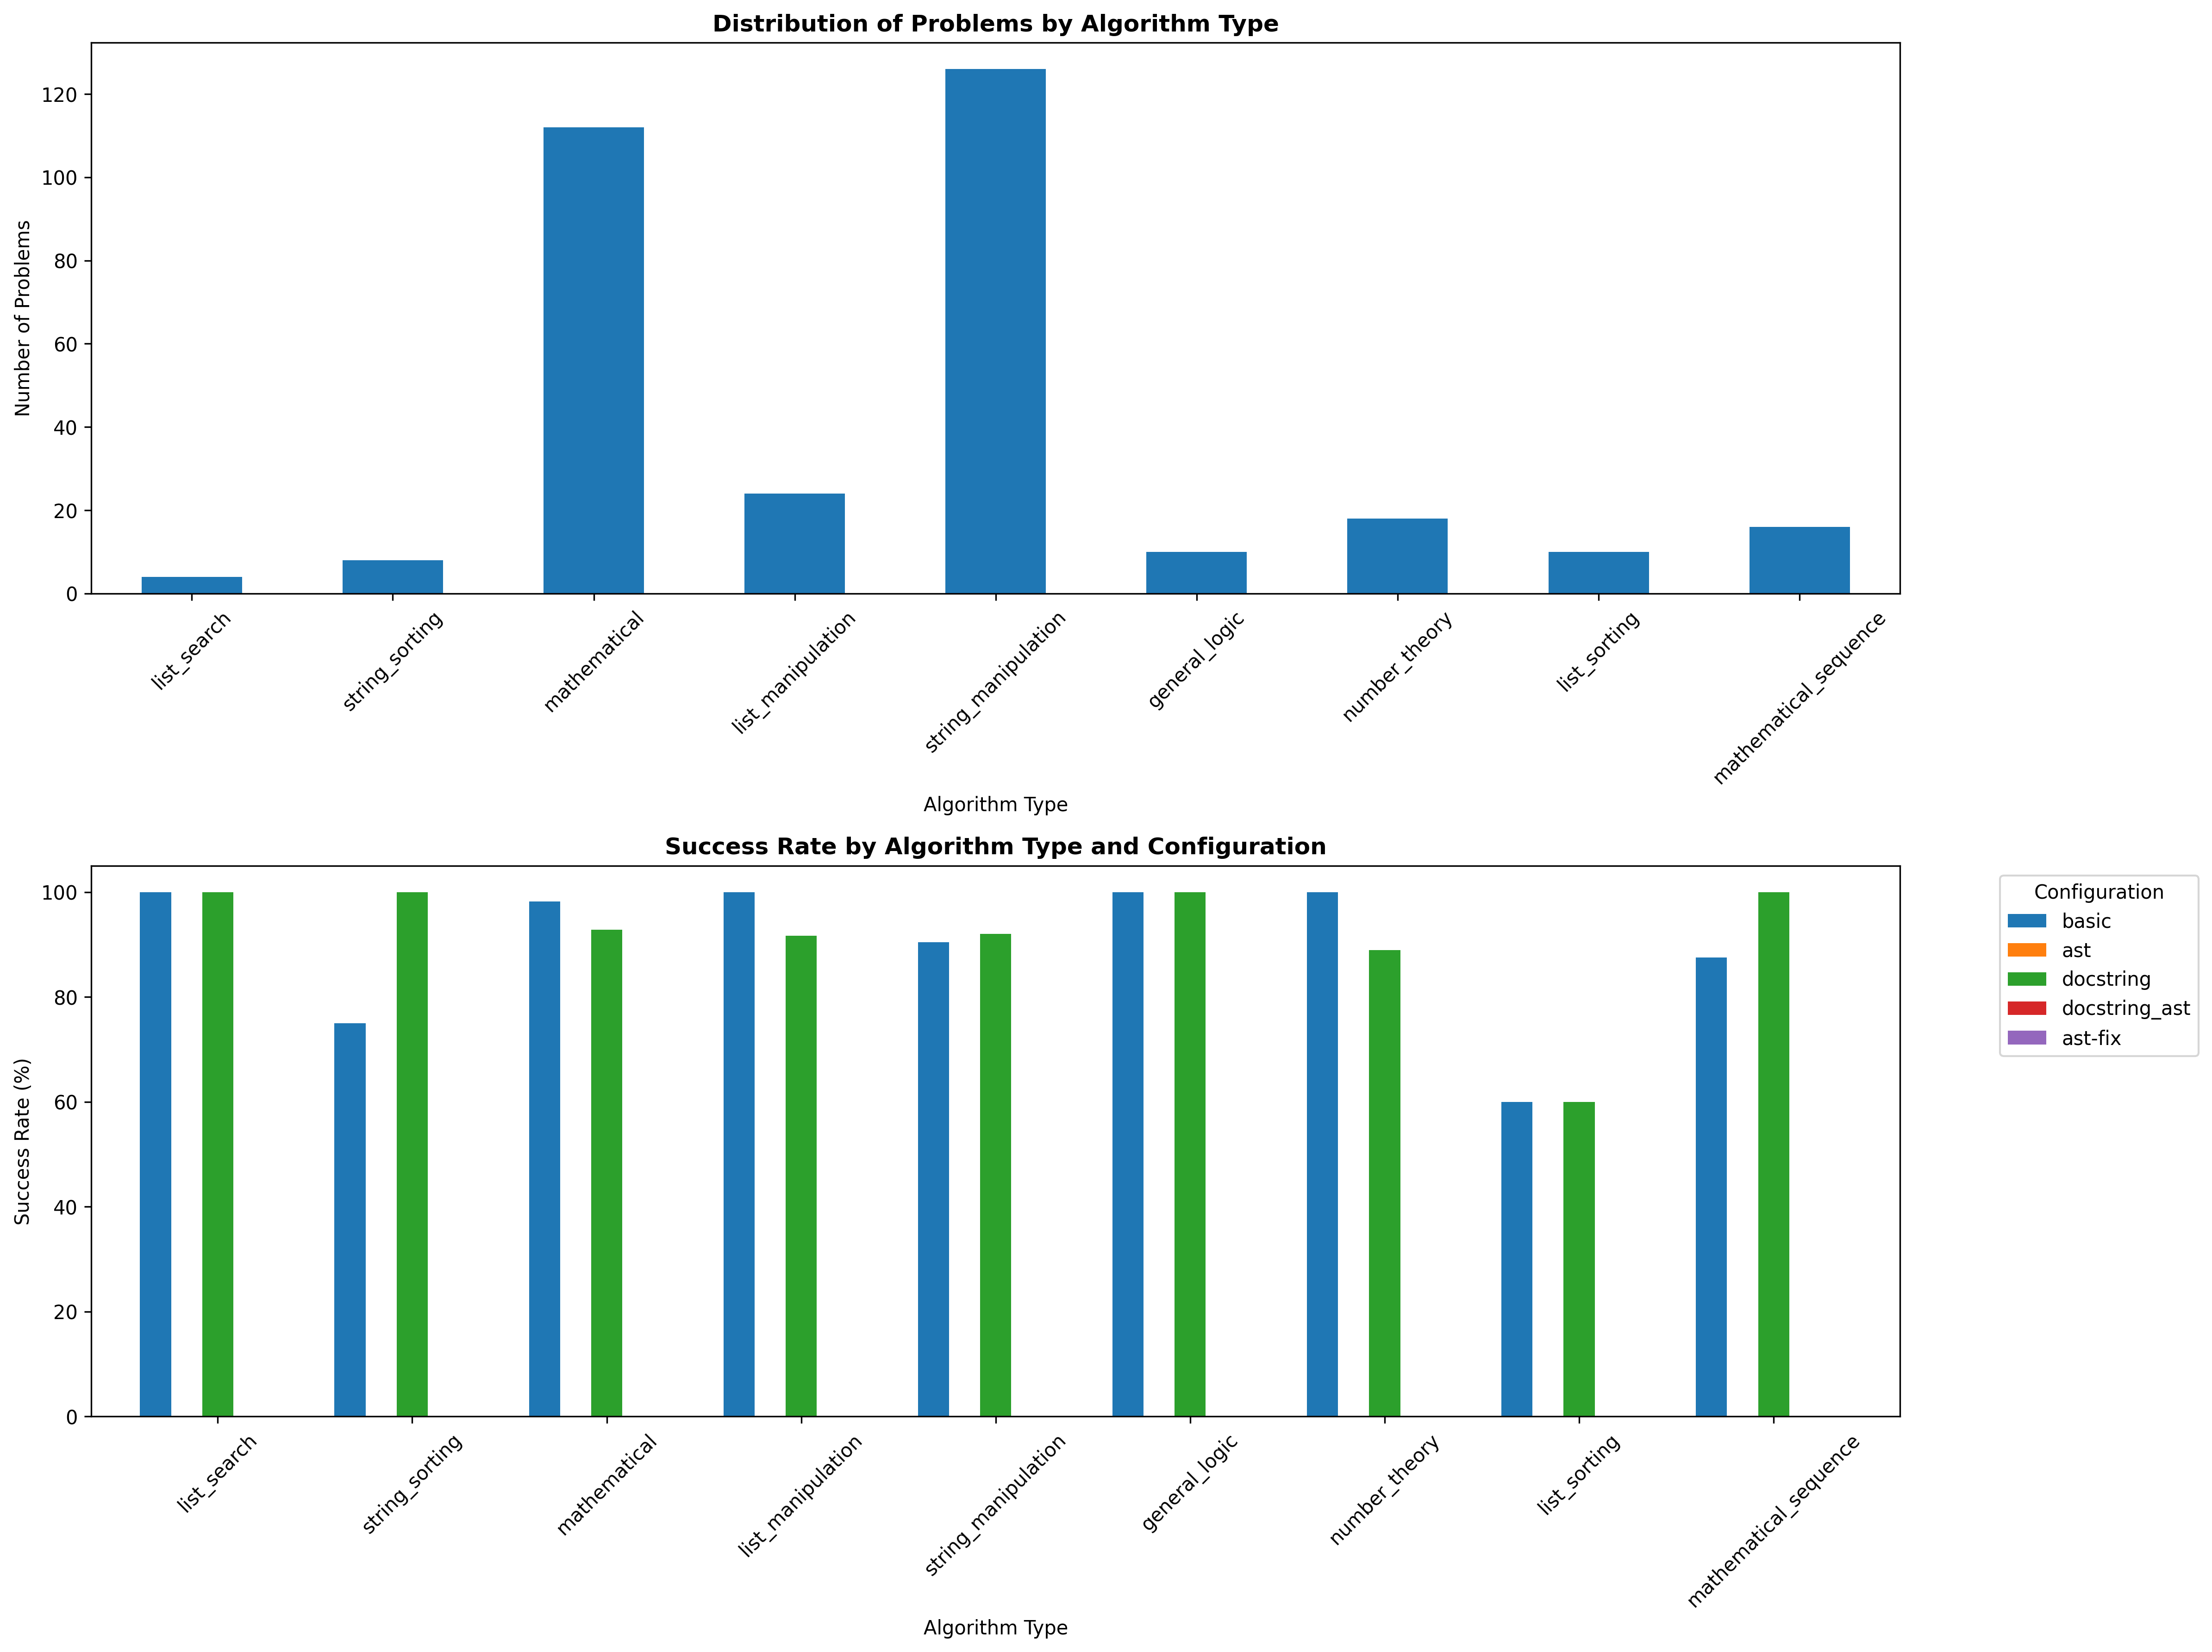 Distribution of Problems by Algorithm Type
Number of Problems
120
100
80
60
40
20
0
list_search
string_sorting
mathematical
list_manipulation
string_manipulation
general_logic
number_theory
list_sorting
mathematical_sequence
Algorithm Type
Success Rate by Algorithm Type and Configuration
Success Rate (%)
100
80
60
40
20
0
list_search
string_sorting
mathematical
list_manipulation
string_manipulation
general_logic
number_theory
list_sorting
mathematical_sequence
Algorithm Type
Configuration
basic
ast
docstring
docstring_ast
ast-fix